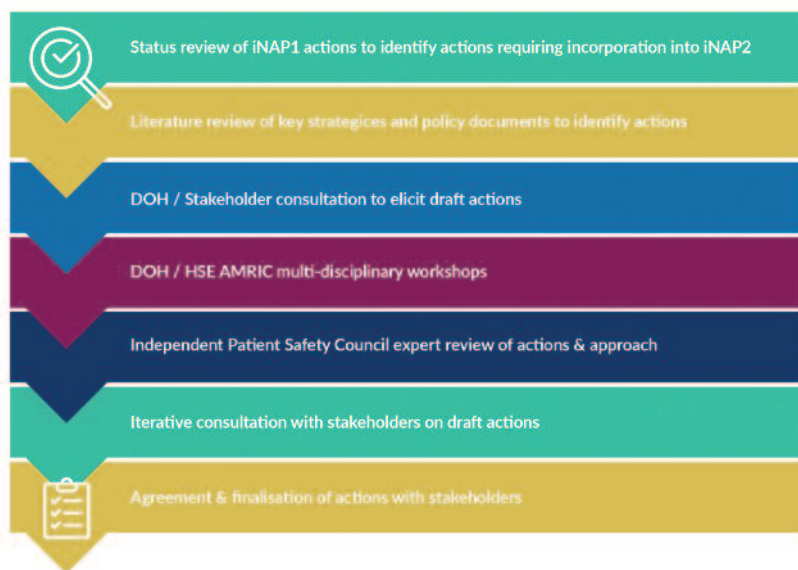 Status review of iNAP1 actions to identify actions requiring incorporation into iNAP2
Literature review of key strategices and policy documents to identify actions
DOH / Stakeholder consultation to elicit draft actions
DOH / HSE AMRIC multi-disciplinary workshops
Independent Patient Safety Council expert review of actions & approach
Iterative consultation with stakeholders on draft actions
Agreement & finalisation of actions with stakeholders